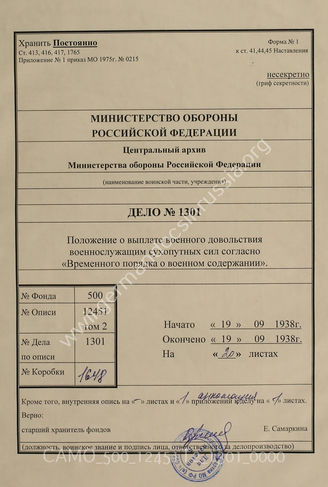 Хранить Постоянно
Ст. 413, 416, 417, 1765
Приложение № 1 приказ МО 1975г. № 0215
Форма № 1
к ст. 41,44,45 Наставления
несекретно
(гриф секретности)
МИНИСТЕРСТВО ОБОРОНЫ
РОССИЙСКОЙ ФЕДЕРАЦИИ
Центральный архив
Министерства обороны Российской Федерации
(наименование воинской части, учреждения)
ДЕЛО № 1301
Положение о выплате военного довольствия
военнослужащим сухопутных сил согласно
«Временного порядка о военном содержании».
№ Фонда 500
№ Описи 12451
том 2
№ Дела 1301
по описи
№ Коробки 1648
Начато « 19 » 09 1938г.
Окончено « 19 » 09 1938г.
На «20» листах
Кроме того, внутренняя опись на листах и «1» приложений к делу на листах.
Верно:
старший хранитель фондов Е. Самаркина
(должность, воинское звание и подпись лица, ответственного за делопроизводство)
www.germandocsinrussia.org
CAMO_500_12451_1301_0000